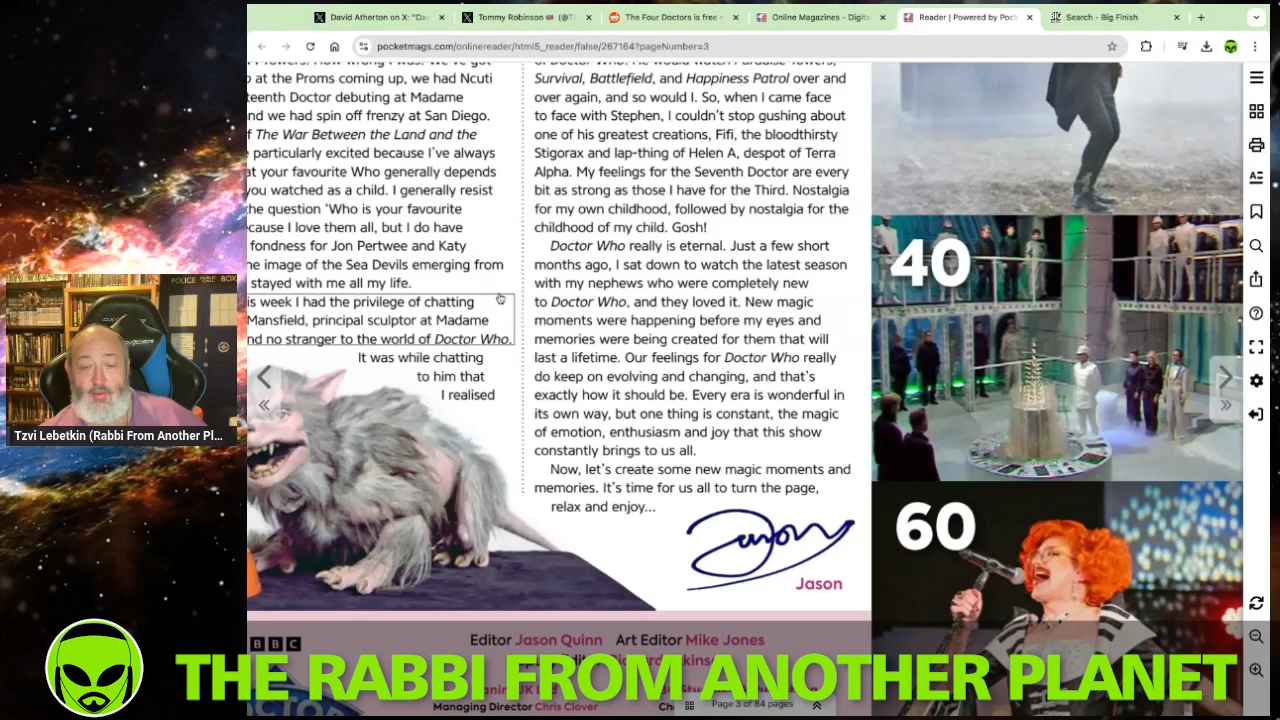 David Atherton on X: "Da
Tommy Robinson 🇬🇧 (@T
The Four Doctors is free
Online Magazines - Digit
Reader | Powered by Pock
Search - Big Finish
pocketmags.com/onlinereader/html5_reader/false/267164?pageNumber=3
at the Proms coming up, we had Ncuti
teenth Doctor debuting at Madame
nd we had spin off frenzy at San Diego.
f The War Between the Land and the
particularly excited because I've always
at your favourite Who generally depends
you watched as a child. I generally resist
he question 'Who is your favourite
cause I love them all, but I do have
fondness for Jon Pertwee and Katy
ne image of the Sea Devils emerging from
stayed with me all my life.
is week I had the privilege of chatting
Mansfield, principal sculptor at Madame
nd no stranger to the world of Doctor Who.
It was while chatting
to him that
I realised
of Doctor Who. He would watch Paradise Towers,
Survival, Battlefield, and Happiness Patrol over and
over again, and so would I. So, when I came face
to face with Stephen, I couldn't stop gushing about
one of his greatest creations, Fifi, the bloodthirsty
Stigorax and lap-thing of Helen A, despot of Terra
Alpha. My feelings for the Seventh Doctor are every
bit as strong as those I have for the Third. Nostalgia
for my own childhood, followed by nostalgia for the
childhood of my child. Gosh!
Doctor Who really is eternal. Just a few short
months ago, I sat down to watch the latest season
with my nephews who were completely new
to Doctor Who, and they loved it. New magic
moments were happening before my eyes and
memories were being created for them that will
last a lifetime. Our feelings for Doctor Who really
do keep on evolving and changing, and that's
exactly how it should be. Every era is wonderful in
its own way, but one thing is constant, the magic
of emotion, enthusiasm and joy that this show
constantly brings to us all.
Now, let's create some new magic moments and
memories. It's time for us all to turn the page,
relax and enjoy...
Jason
Jason
40
60
POLICE BOX
Tzvi Lebetkin (Rabbi From Another Pl...
BBC
Editor Jason Quinn Art Editor Mike Jones
Managing Director Chris Clover
Page 3 of 84 pages
THE RABBI FROM ANOTHER PLANET